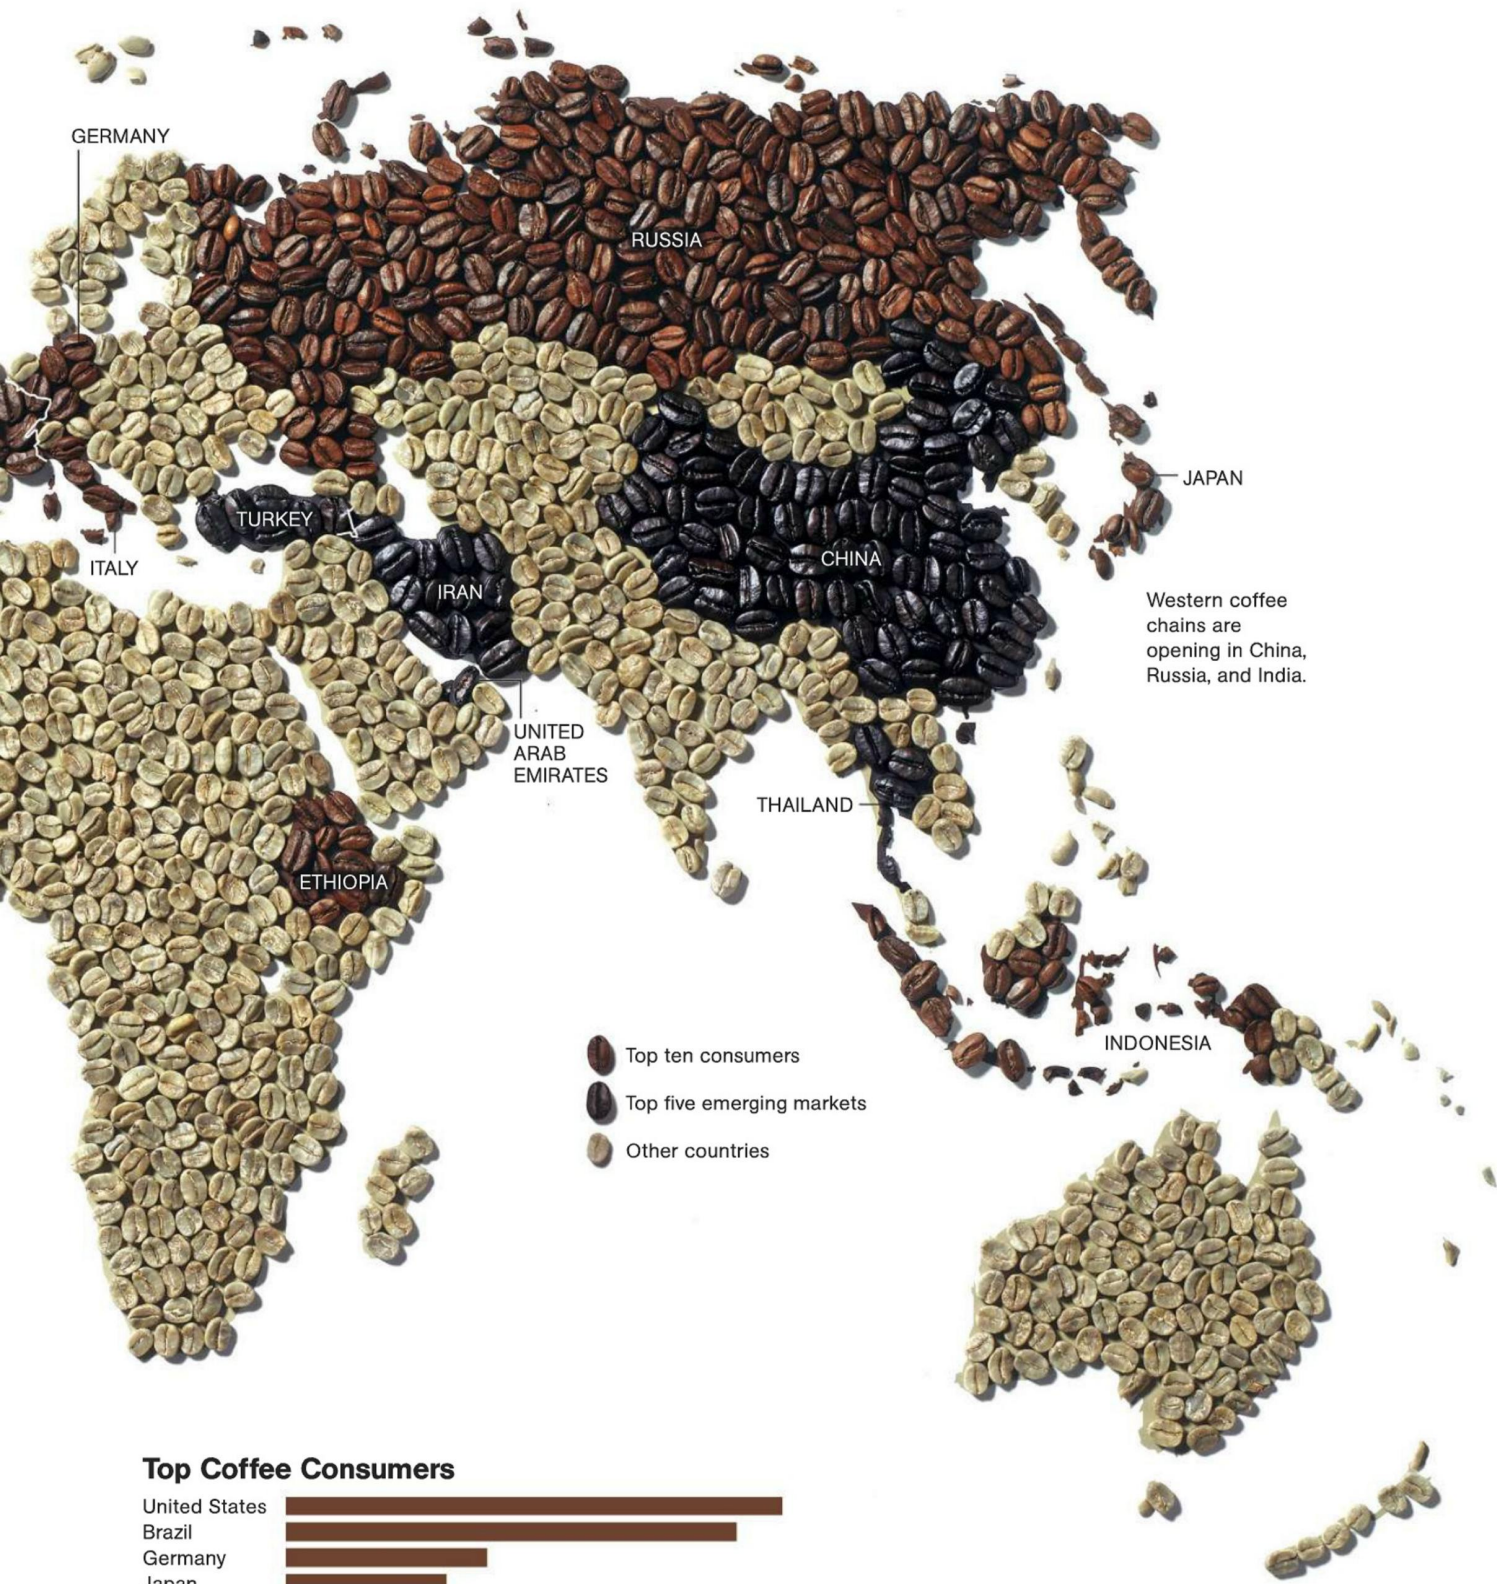 GERMANY
RUSSIA
JAPAN
TURKEY
CHINA
ITALY
IRAN
Western coffee
chains are
opening in China,
Russia, and India.
UNITED
ARAB
EMIRATES
THAILAND
ETHIOPIA
INDONESIA
Top ten consumers
Top five emerging markets
Other countries
Top Coffee Consumers
United States
Brazil
Germany
Japan